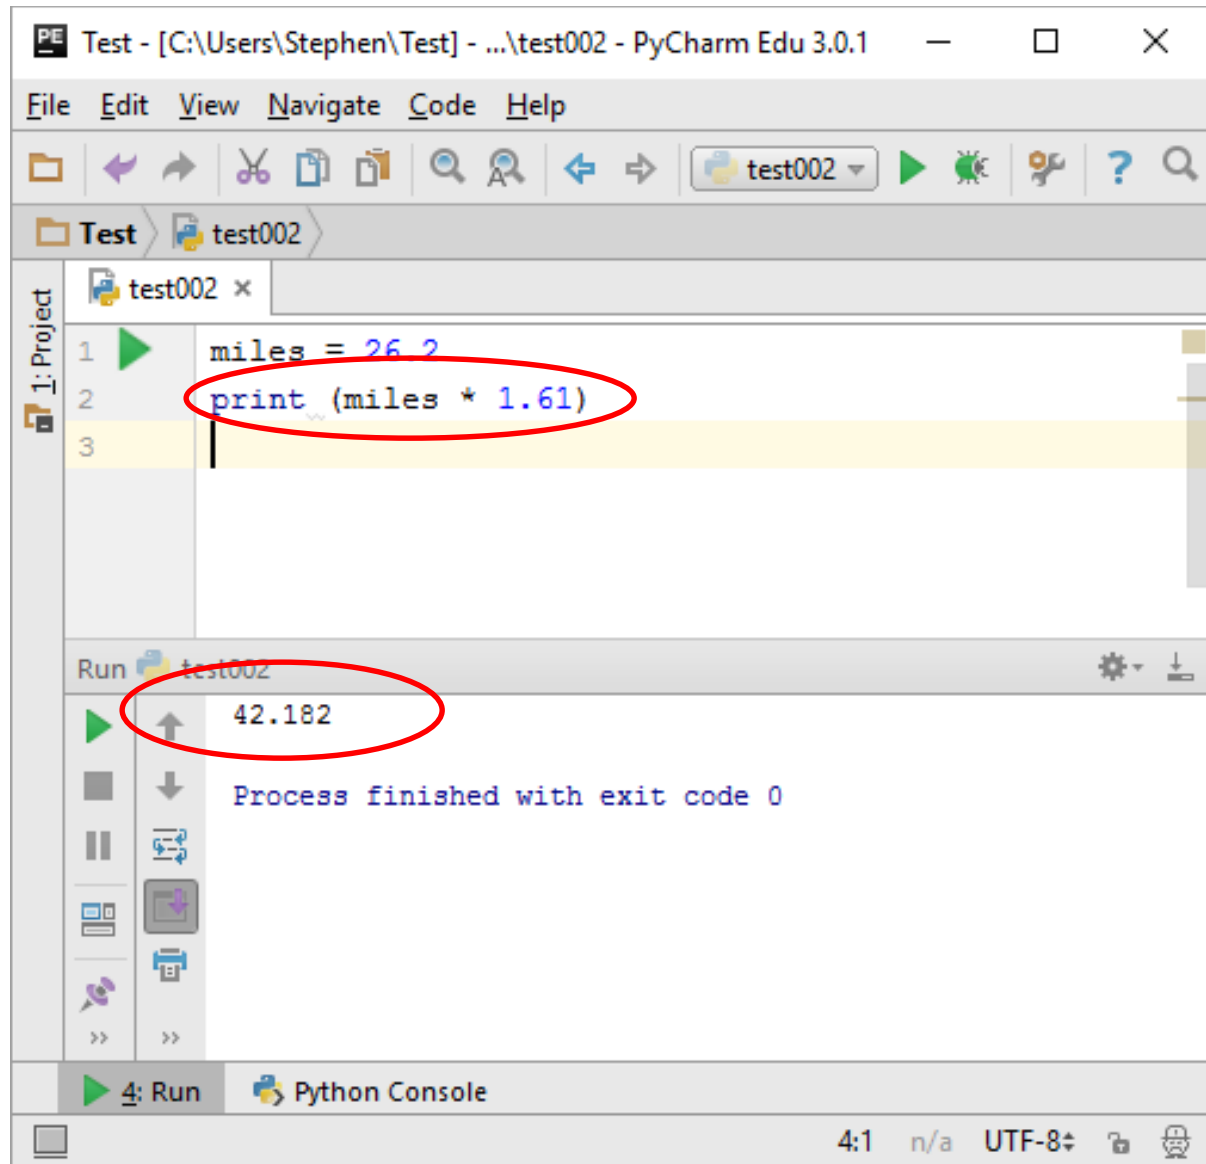 PE Test - [C:\Users\Stephen\Test] - ...\test002 - PyCharm Edu 3.0.1
File Edit View Navigate Code Help
test002
Test test002
1: Project
test002
1 miles = 26.2
2 print (miles * 1.61)
3
Run test002
42.182
Process finished with exit code 0
4: Run Python Console
4:1 n/a UTF-8